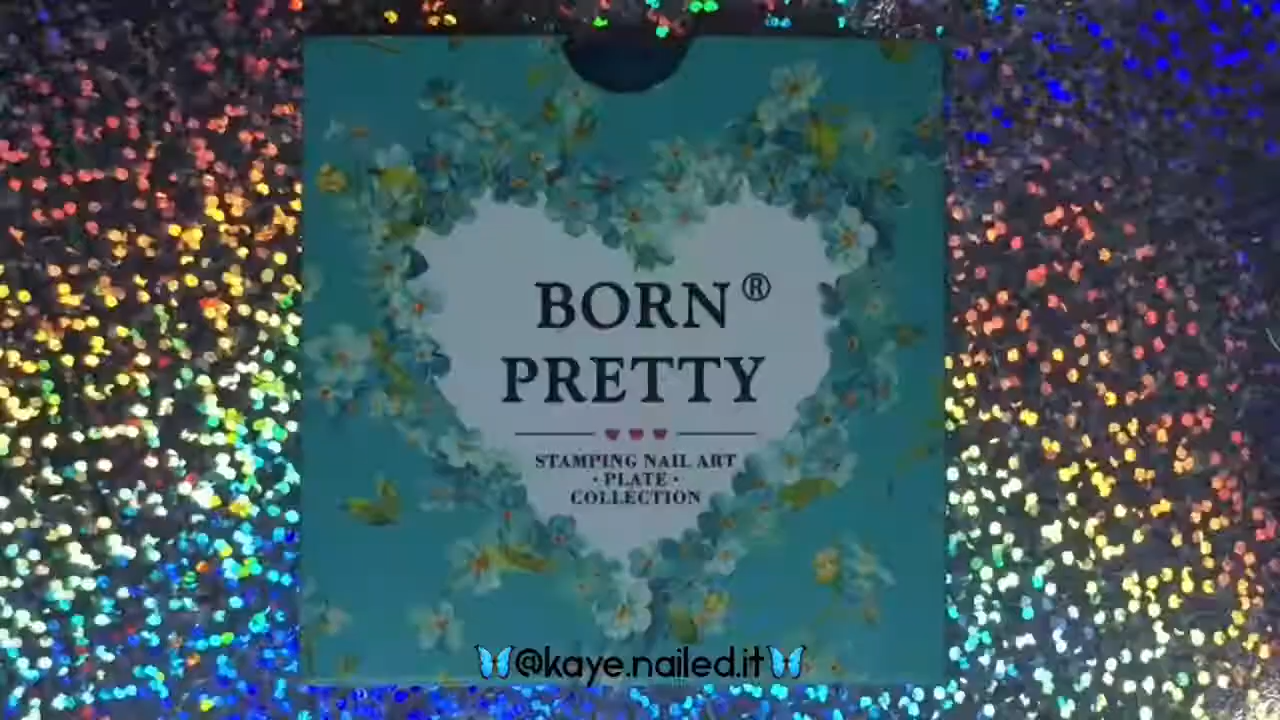 BORN®
PRETTY
STAMPING NAIL ART
· PLATE ·
COLLECTION
@kaye.nailed.it